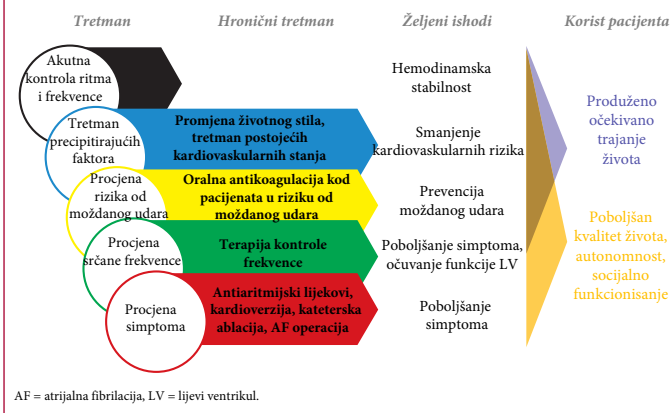 Tretman
Hronični tretman
Željeni ishodi
Korist pacijenta
Akutna
kontrola ritma
i frekvence
Hemodinamska
stabilnost
Tretman
precipitirajućih
faktora
Promjena životnog stila,
tretman postojećih
kardiovaskularnih stanja
Smanjenje
kardiovaskularnih rizika
Procjena
rizika od
moždanog udara
Oralna antikoagulacija kod
pacijenata u riziku od
moždanog udara
Prevencija
moždanog udara
Procjena
srčane frekvence
Terapija kontrole
frekvence
Poboljšanje simptoma,
očuvanje funkcije LV
Procjena
simptoma
Antiaritmijski lijekovi,
kardioverzija, kateterska
ablacija, AF operacija
Poboljšanje
simptoma
Produženo
očekivano
trajanje
života
Poboljšan
kvalitet života,
autonomnost,
socijalno
funkcionisanje
AF = atrijalna fibrilacija, LV = lijevi ventrikul.